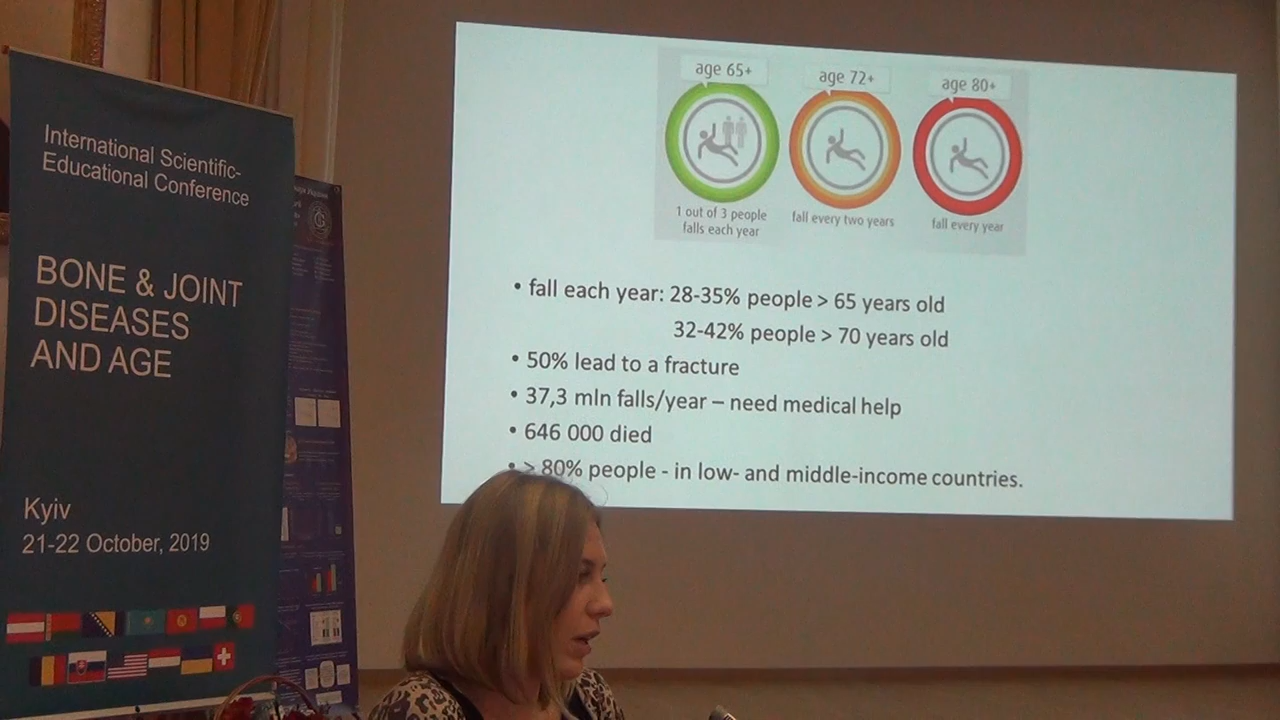 International Scientific-
Educational Conference
BONE & JOINT
DISEASES
AND AGE
Kyiv
21-22 October, 2019
age 65+
age 72+
age 80+
1 out of 3 people
falls each year
fall every two years
fall every year
• fall each year: 28-35% people > 65 years old
32-42% people > 70 years old
• 50% lead to a fracture
• 37,3 mln falls/year – need medical help
• 646 000 died
• > 80% people - in low- and middle-income countries.